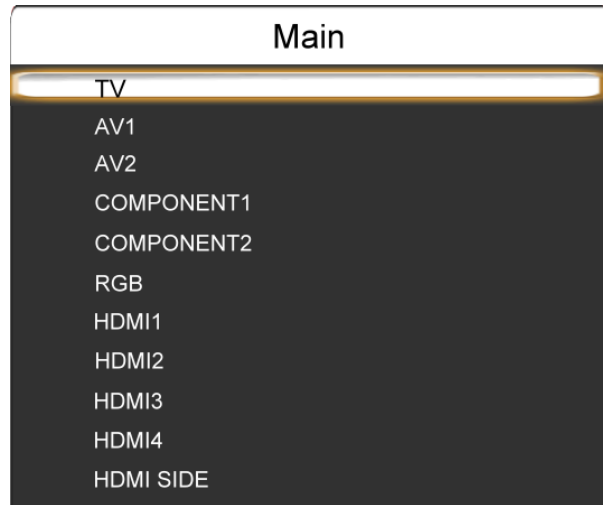 Main
TV
AV1
AV2
COMPONENT1
COMPONENT2
RGB
HDMI1
HDMI2
HDMI3
HDMI4
HDMI SIDE